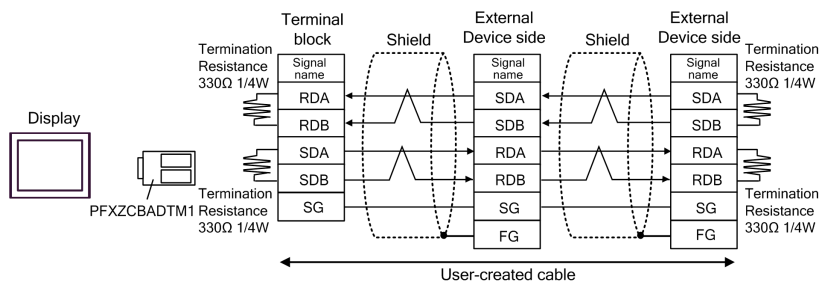 Display
PFXZCBADTM1
Termination
Resistance
330Ω 1/4W
Termination
Resistance
330Ω 1/4W
Terminal
block
Signal
name
RDA
RDB
SDA
SDB
SG
Shield
External
Device side
Signal
name
SDA
SDB
RDA
RDB
SG
FG
Shield
External
Device side
Signal
name
SDA
SDB
RDA
RDB
SG
FG
Termination
Resistance
330Ω 1/4W
Termination
Resistance
330Ω 1/4W
User-created cable